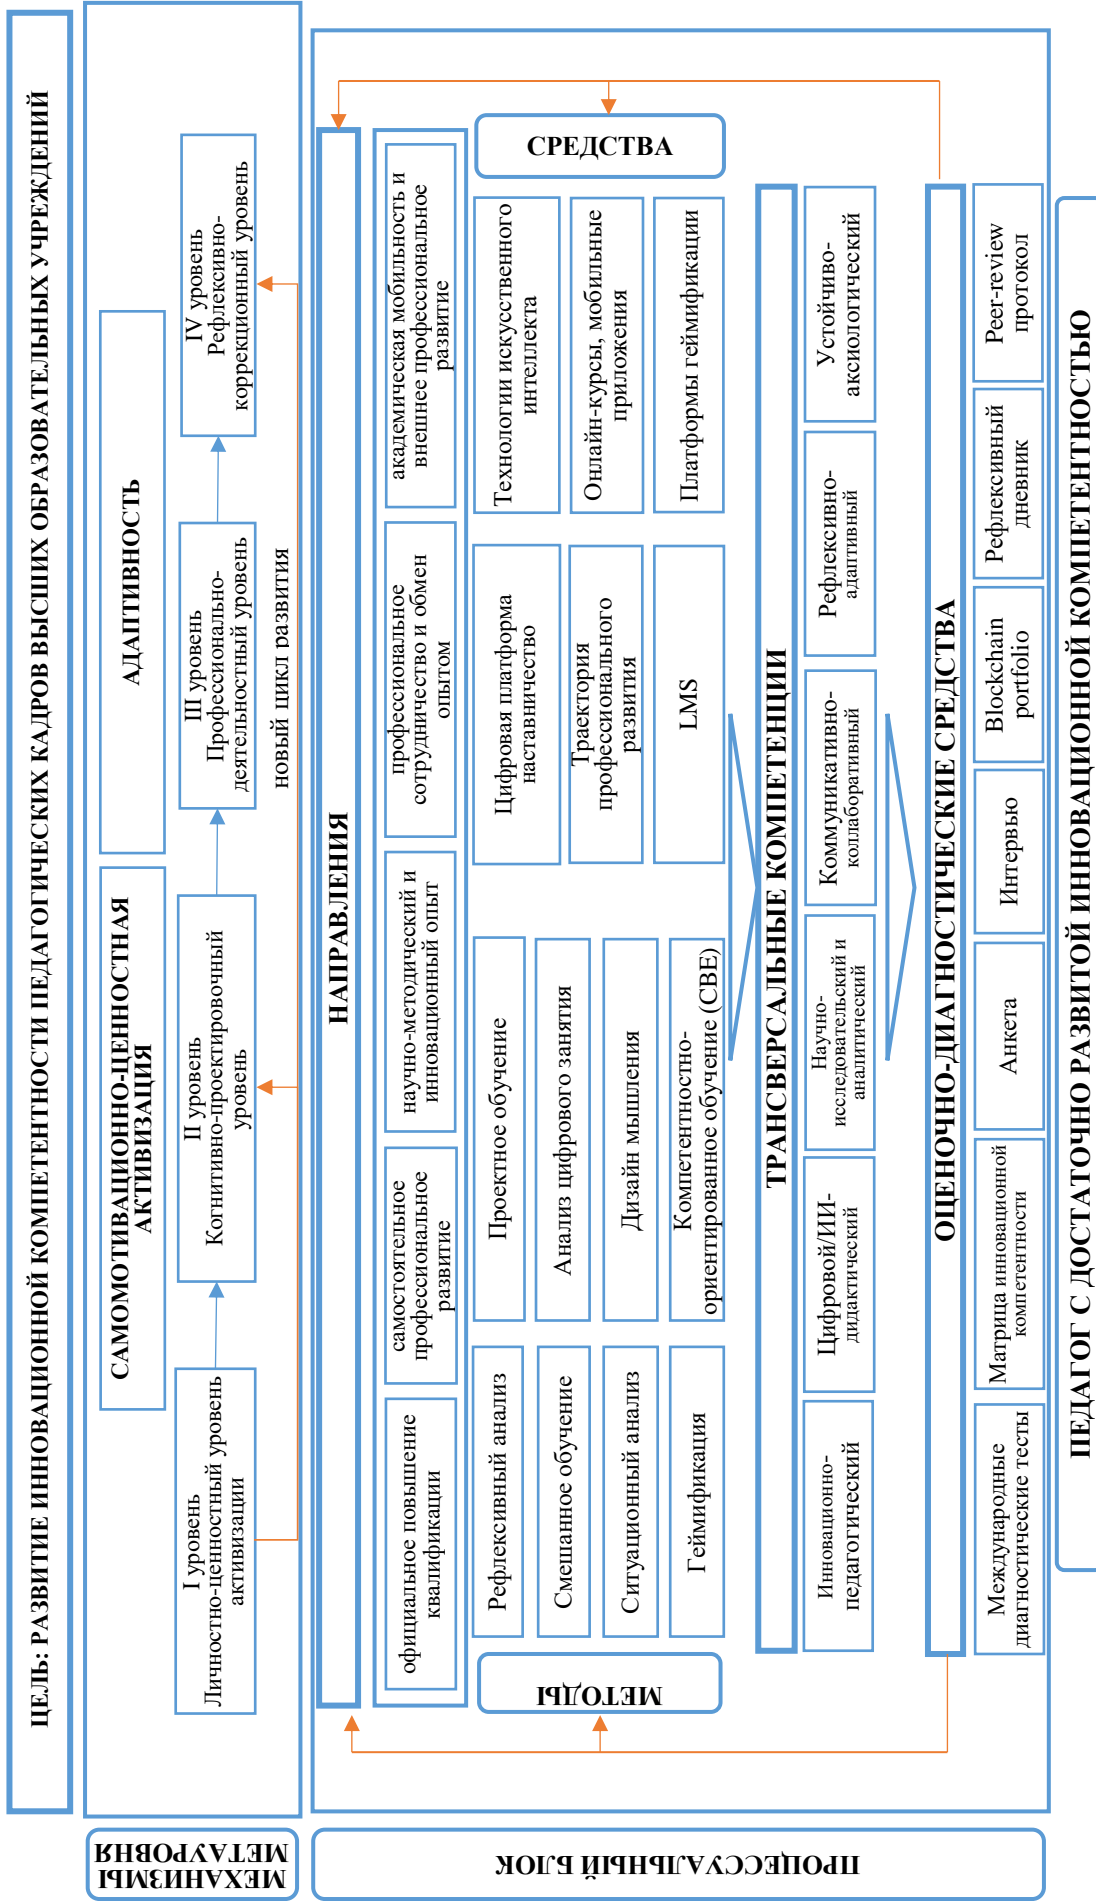 ЦЕЛЬ: РАЗВИТИЕ ИННОВАЦИОННОЙ КОМПЕТЕНТНОСТИ ПЕДАГОГИЧЕСКИХ КАДРОВ ВЫСШИХ ОБРАЗОВАТЕЛЬНЫХ УЧРЕЖДЕНИЙ
МЕХАНИЗМЫ
МЕТАУРОВНЯ
САМОМОТИВАЦИОННО-ЦЕННОСТНАЯ
АКТИВИЗАЦИЯ
АДАПТИВНОСТЬ
I уровень
Личностно-ценностный уровень
активизации
II уровень
Когнитивно-проектировочный
уровень
III уровень
Профессионально-
деятельностный уровень
IV уровень
Рефлексивно-
коррекционный уровень
новый цикл развития
ПРОЦЕССУАЛЬНЫЙ БЛОК
НАПРАВЛЕНИЯ
официальное повышение
квалификации
самостоятельное
профессиональное
развитие
научно-методический и
инновационный опыт
профессиональное
сотрудничество и обмен
опытом
академическая мобильность и
внешнее профессиональное
развитие
МЕТОДЫ
Рефлексивный анализ
Смешанное обучение
Ситуационный анализ
Геймификация
Проектное обучение
Анализ цифрового занятия
Дизайн мышления
Компетентностно-
ориентированное обучение (CBE)
Цифровая платформа
наставничество
Траектория
профессионального
развития
LMS
Технологии искусственного
интеллекта
Онлайн-курсы, мобильные
приложения
Платформы геймификации
СРЕДСТВА
ТРАНСВЕРСАЛЬНЫЕ КОМПЕТЕНЦИИ
Инновационно-
педагогический
Цифровой/ИИ-
дидактический
Научно-
исследовательский и
аналитический
Коммуникативно-
коллаборативный
Рефлексивно-
адаптивный
Устойчиво-
аксиологический
ОЦЕНОЧНО-ДИАГНОСТИЧЕСКИЕ СРЕДСТВА
Международные
диагностические тесты
Матрица инновационной
компетентности
Анкета
Интервью
Blockchain
portfolio
Рефлексивный
дневник
Peer-review
протокол
ПЕДАГОГ С ДОСТАТОЧНО РАЗВИТОЙ ИННОВАЦИОННОЙ КОМПЕТЕНТНОСТЬЮ